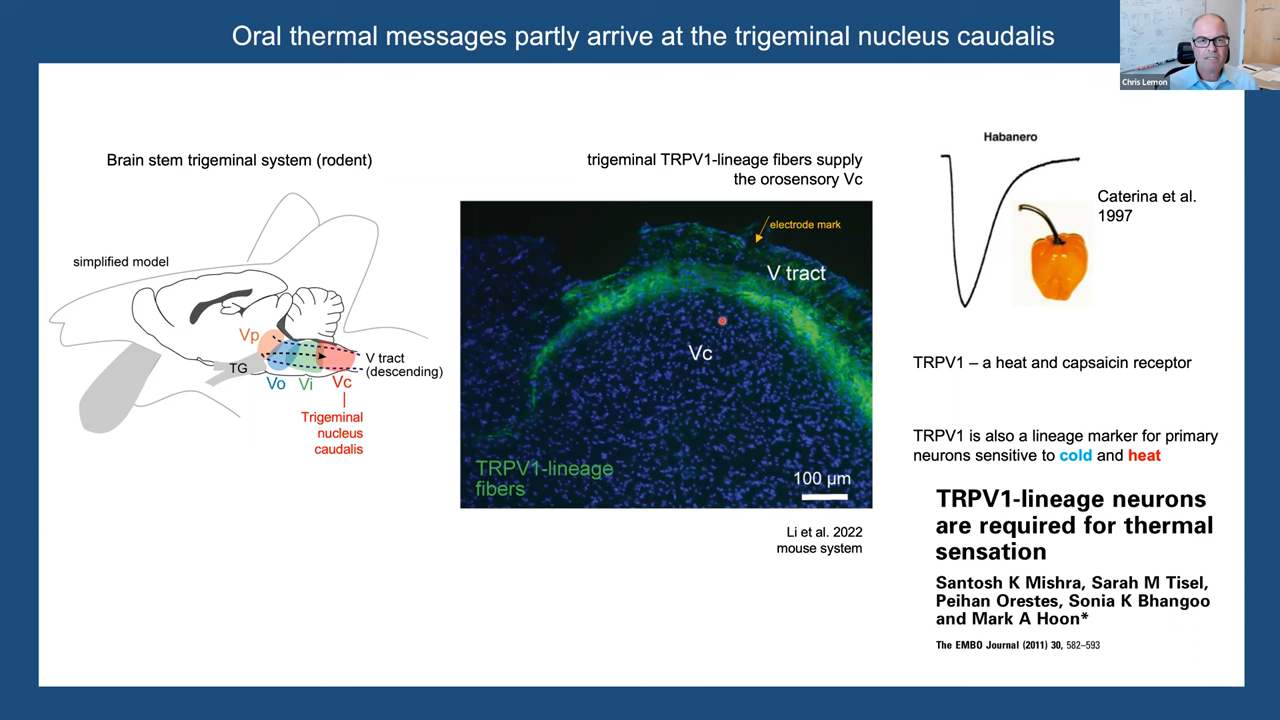 Oral thermal messages partly arrive at the trigeminal nucleus caudalis
Chris Lemon
Brain stem trigeminal system (rodent)
simplified model
Vp
TG
Vo
Vi
Vc
V tract
(descending)
Trigeminal
nucleus
caudalis
trigeminal TRPV1-lineage fibers supply
the orosensory Vc
electrode mark
V tract
Vc
TRPV1-lineage
fibers
100 µm
Li et al. 2022
mouse system
Habanero
Caterina et al.
1997
TRPV1 – a heat and capsaicin receptor
TRPV1 is also a lineage marker for primary
neurons sensitive to cold and heat
TRPV1-lineage neurons
are required for thermal
sensation
Santosh K Mishra, Sarah M Tisel,
Peihan Orestes, Sonia K Bhangoo
and Mark A Hoon*
The EMBO Journal (2011) 30, 582–593